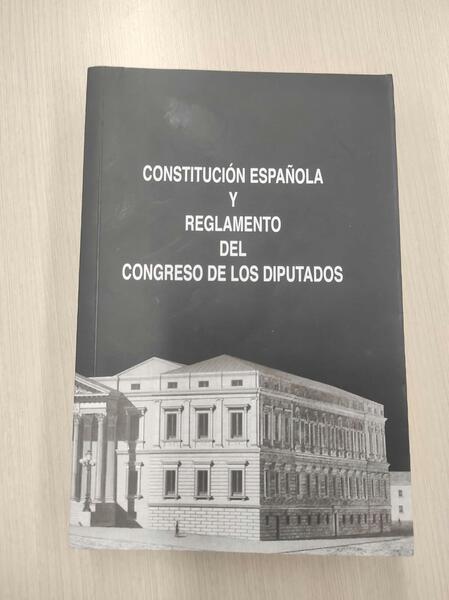 CONSTITUCIÓN ESPAÑOLA
Y
REGLAMENTO
DEL
CONGRESO DE LOS DIPUTADOS